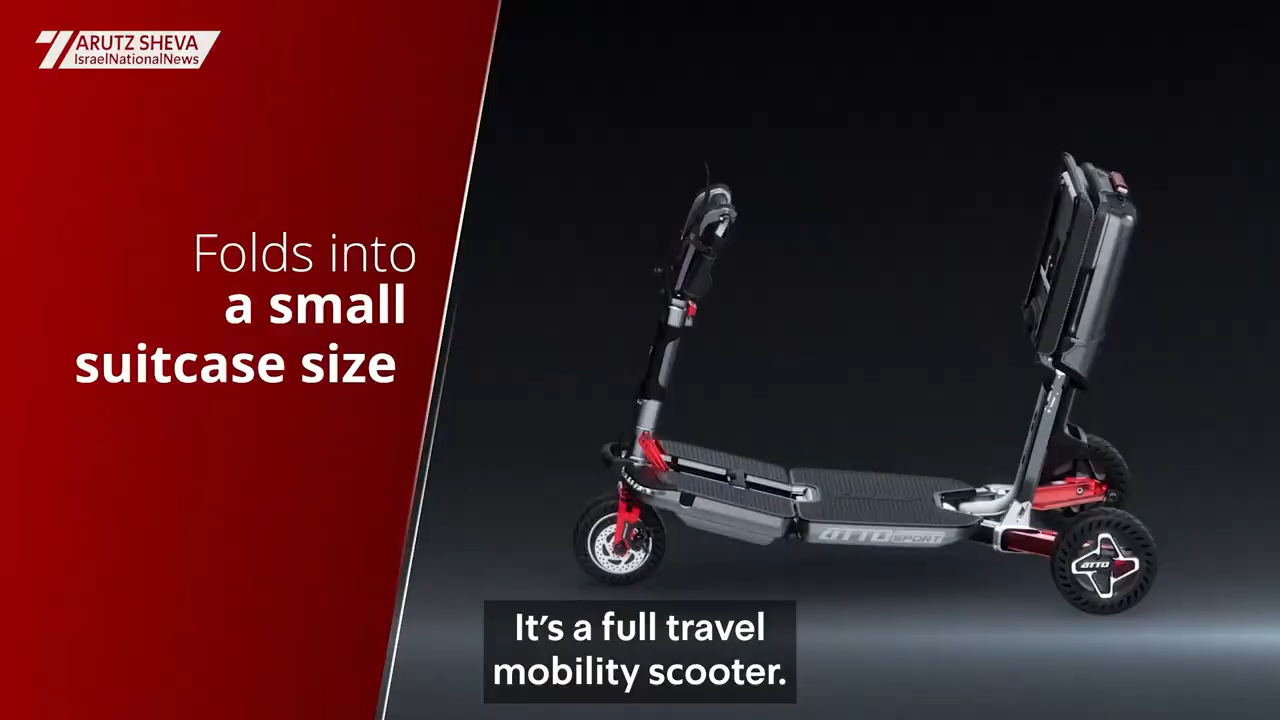 ARUTZ SHEVA
IsraelNationalNews
Folds into
a small
suitcase size
ATTO SPORT
ATTO
It's a full travel
mobility scooter.